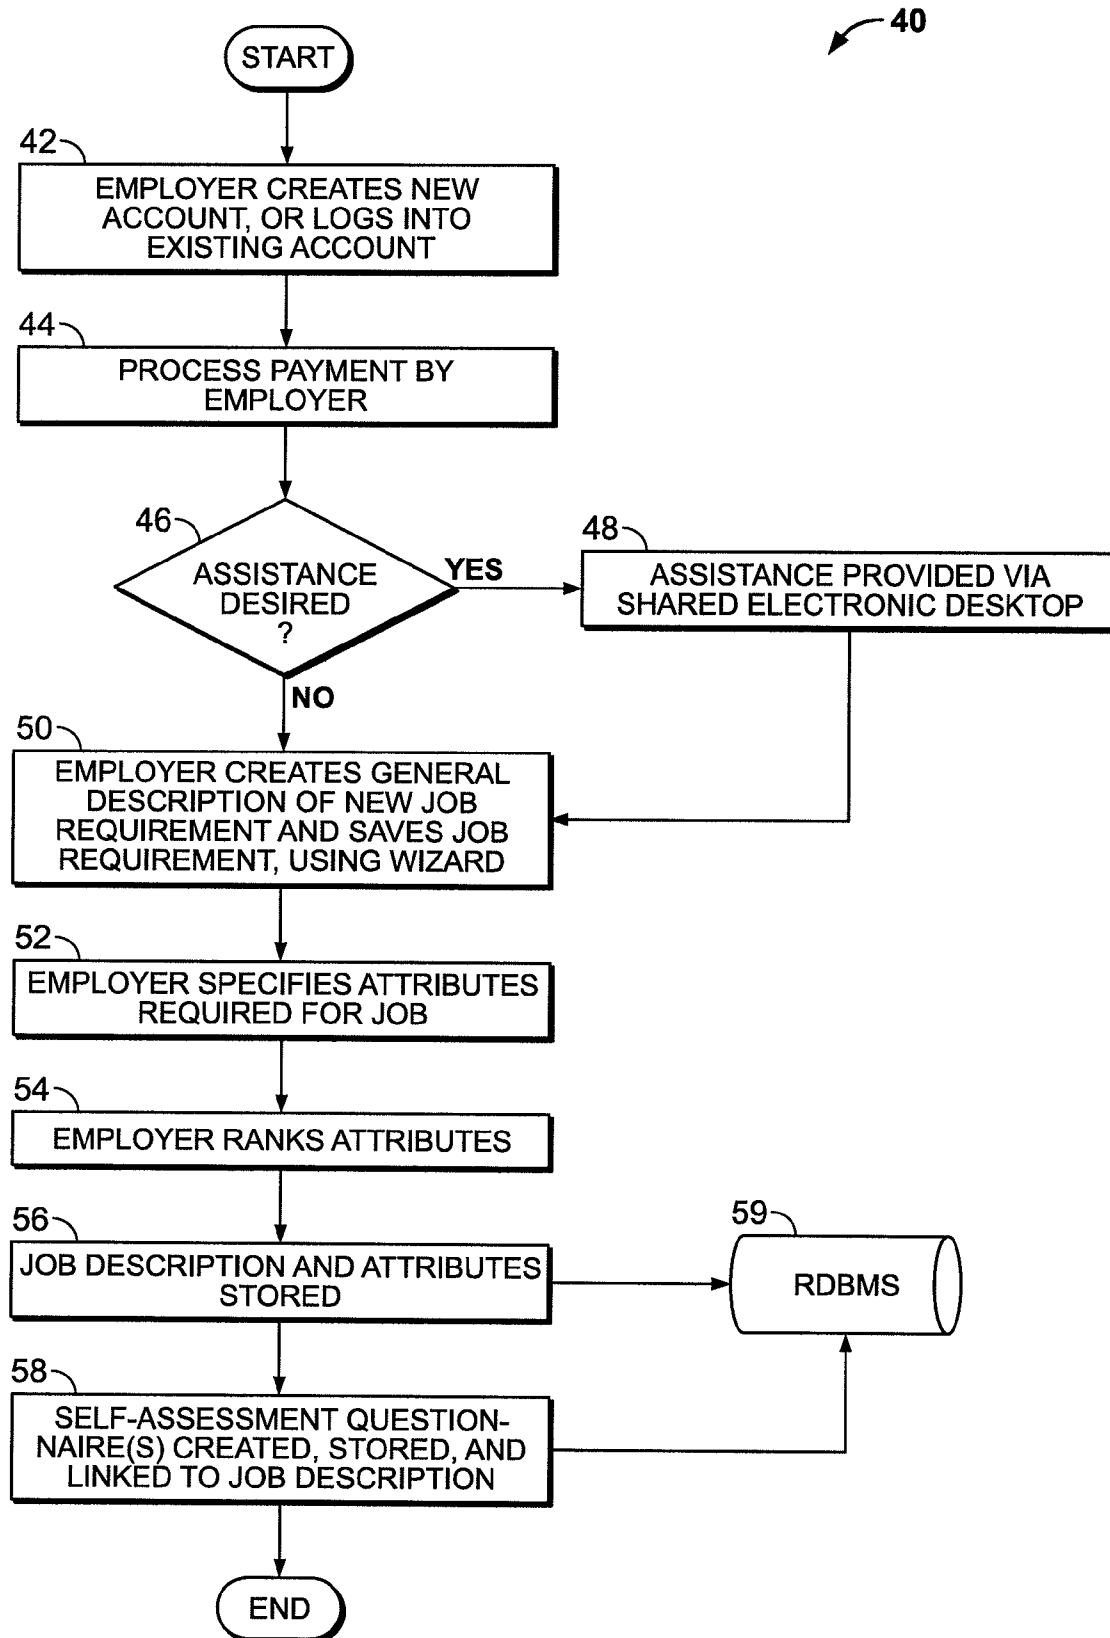 40
START
42
EMPLOYER CREATES NEW
ACCOUNT, OR LOGS INTO
EXISTING ACCOUNT
44
PROCESS PAYMENT BY
EMPLOYER
46
ASSISTANCE
DESIRED
?
YES
NO
48
ASSISTANCE PROVIDED VIA
SHARED ELECTRONIC DESKTOP
50
EMPLOYER CREATES GENERAL
DESCRIPTION OF NEW JOB
REQUIREMENT AND SAVES JOB
REQUIREMENT, USING WIZARD
52
EMPLOYER SPECIFIES ATTRIBUTES
REQUIRED FOR JOB
54
EMPLOYER RANKS ATTRIBUTES
56
JOB DESCRIPTION AND ATTRIBUTES
STORED
59
RDBMS
58
SELF-ASSESSMENT QUESTION-
NAIRE(S) CREATED, STORED, AND
LINKED TO JOB DESCRIPTION
END